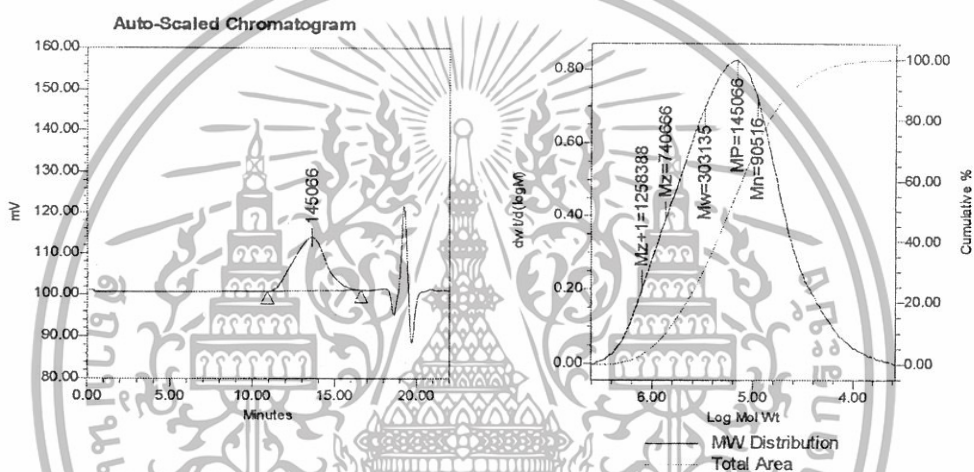 Auto-Scaled Chromatogram
160.00
150.00
140.00
130.00
120.00
110.00
100.00
90.00
80.00
mV
145066
0.00 5.00 10.00 15.00 20.00
Minutes
0.80
0.60
0.40
0.20
0.00
dwt/d(logM)
Mz+1=1258388
Mz=740666
Mw=303135
MP=145066
Mn=90516
100.00
80.00
60.00
40.00
20.00
0.00
Cumulative %
6.00 5.00 4.00
Log Mol Wt
MW Distribution
Total Area